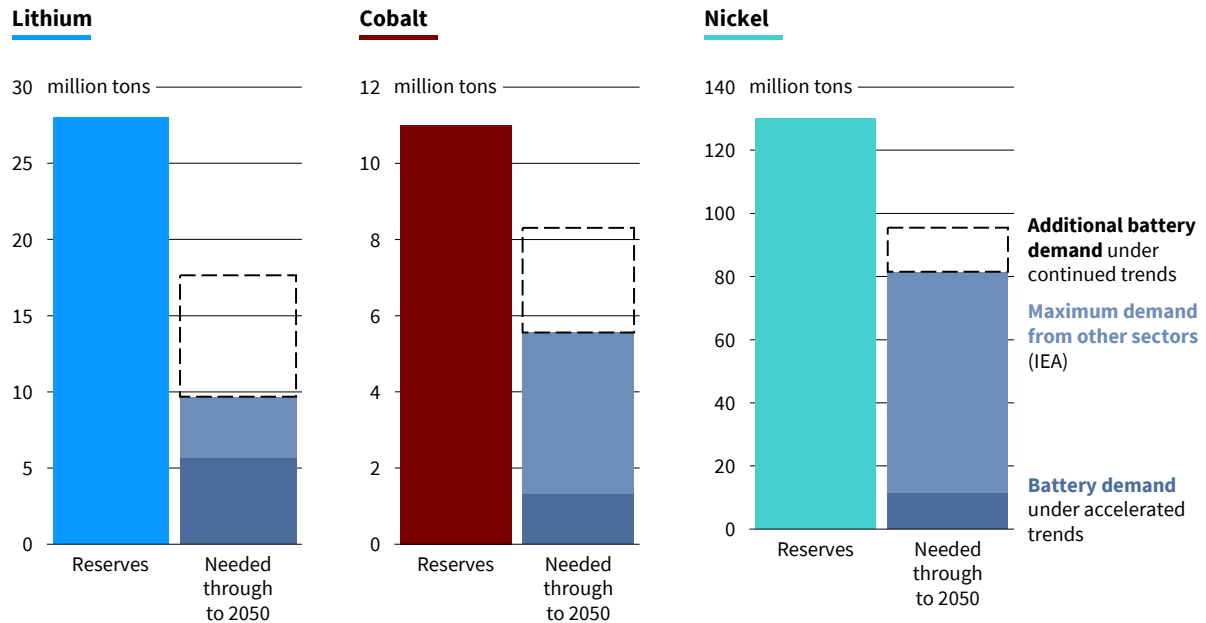 Lithium
30 million tons
25
20
15
10
5
0
Reserves
Needed
through
to 2050
Cobalt
12 million tons
10
8
6
4
2
0
Reserves
Needed
through
to 2050
Nickel
140 million tons
120
100
80
60
40
20
0
Reserves
Needed
through
to 2050
Additional battery
demand under
continued trends
Maximum demand
from other sectors
(IEA)
Battery demand
under accelerated
trends